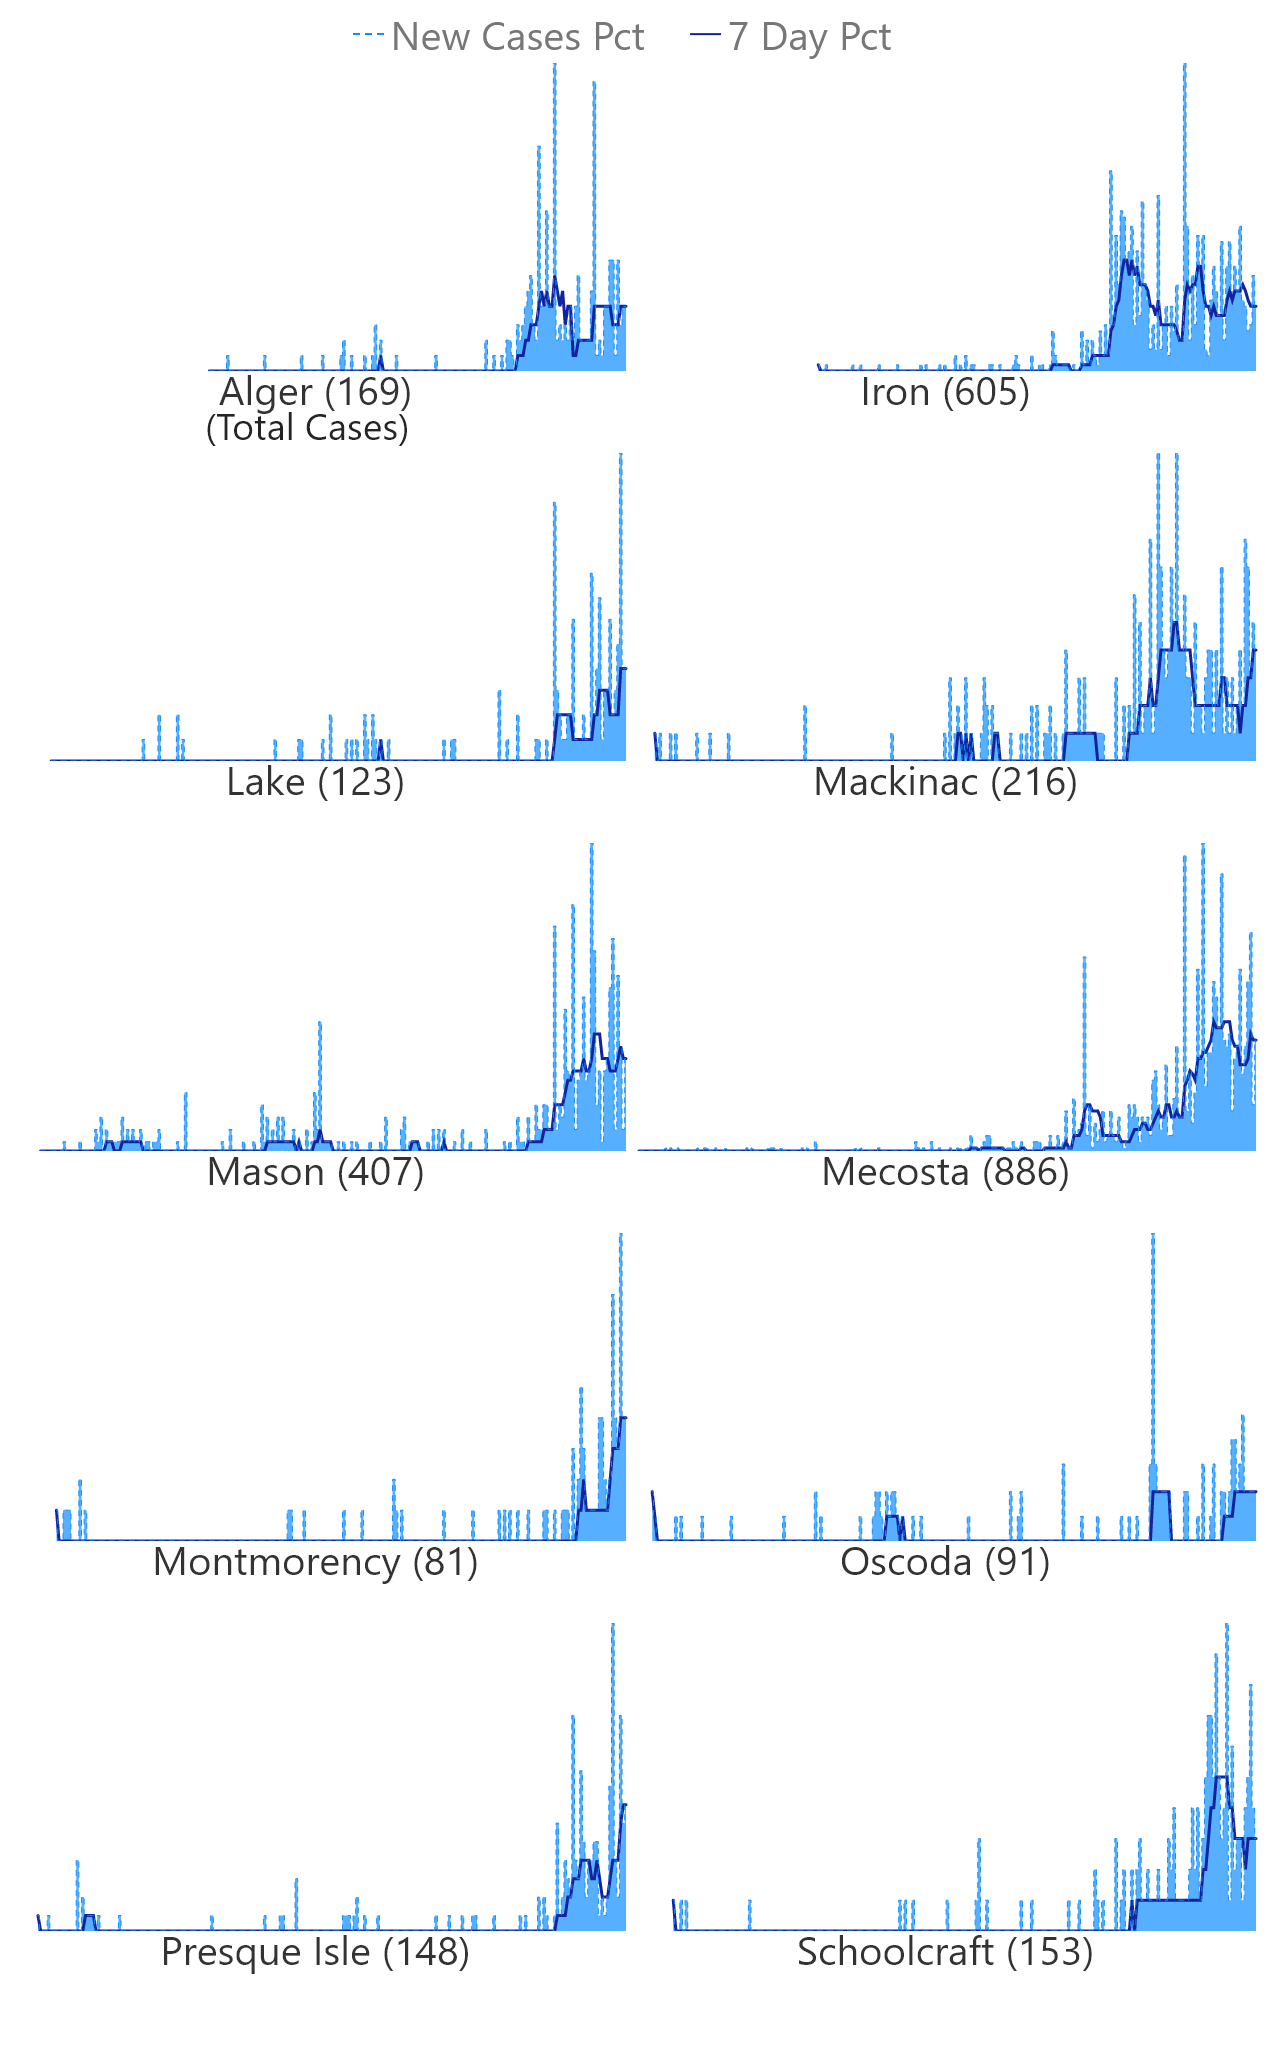 New Cases Pct 7 Day Pct
Alger (169) Iron (605)
(Total Cases)
Lake (123) Mackinac (216)
Mason (407) Mecosta (886)
Montmorency (81) Oscoda (91)
Presque Isle (148) Schoolcraft (153)